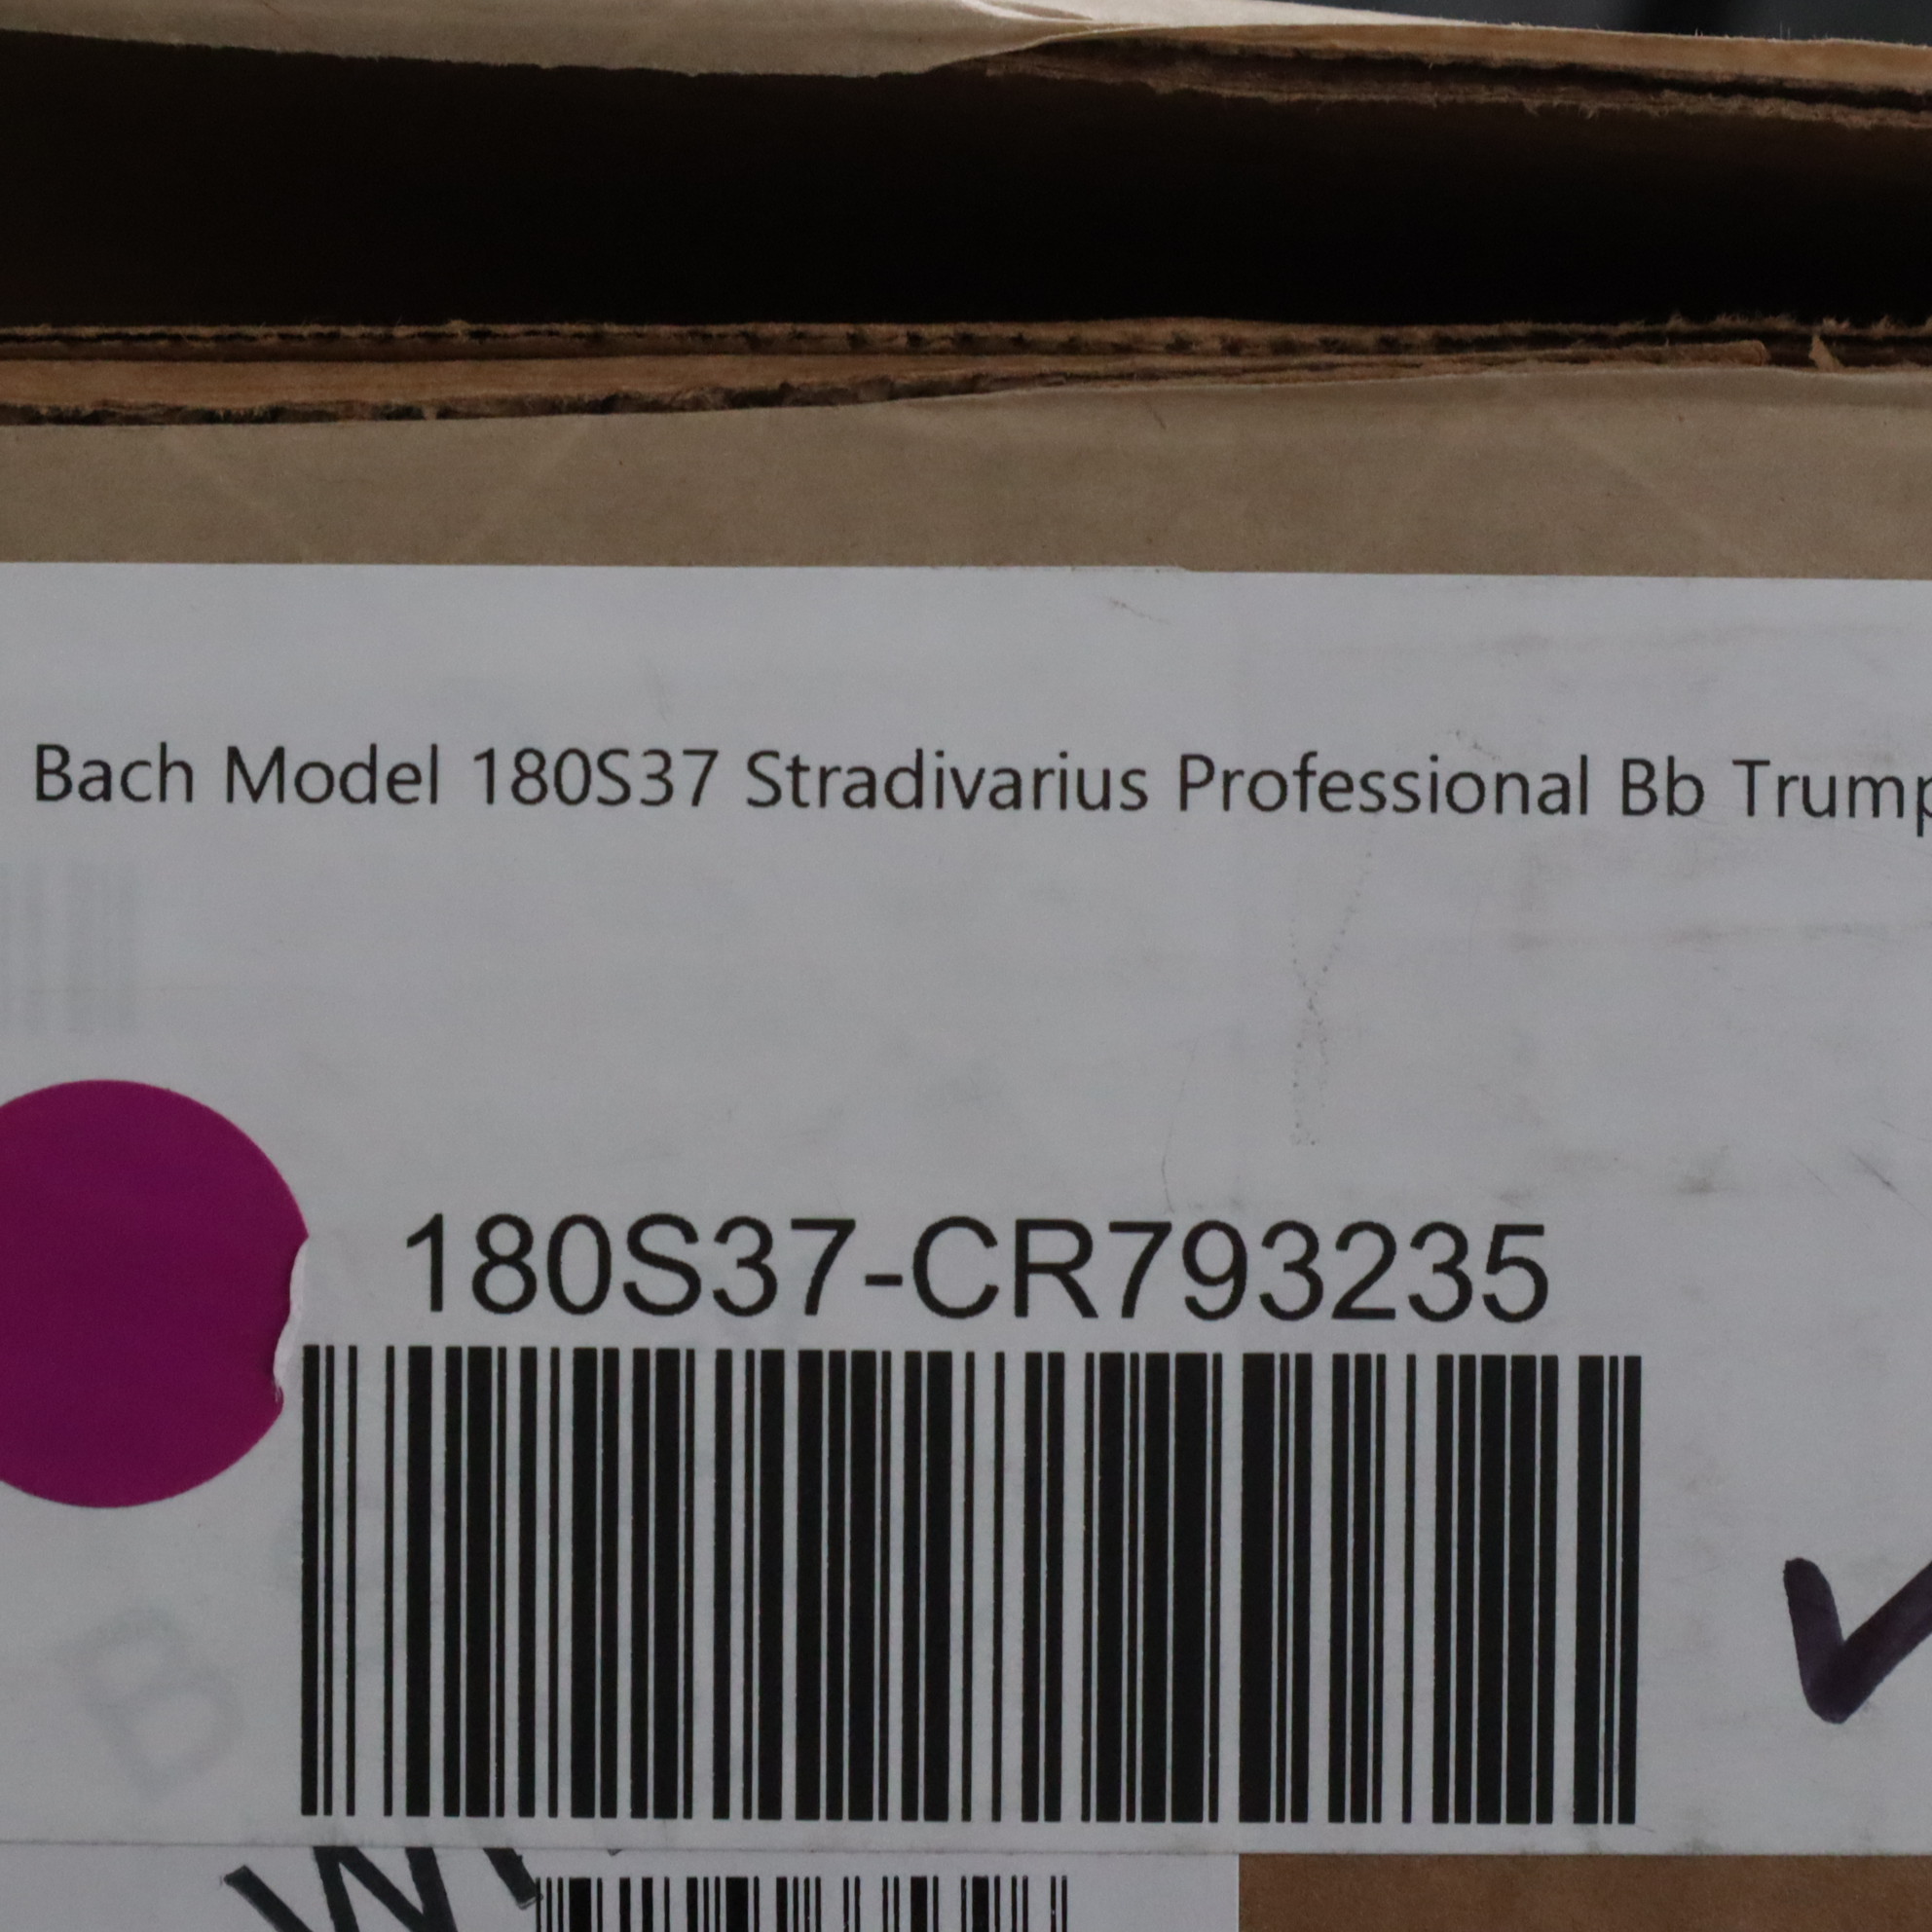 Bach Model 180S37 Stradivarius Professional Bb Trump
180S37-CR793235
B